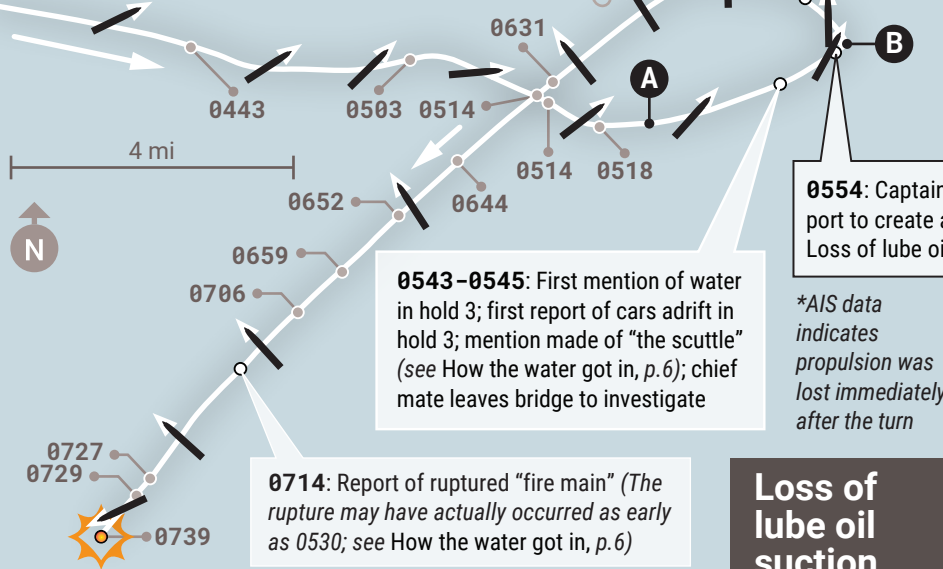 0631
B
A
0443
0503
0514
4 mi
0514
0518
0652
0644
N
0659
0706
0554: Captain
port to create a
Loss of lube oi
0543–0545: First mention of water
in hold 3; first report of cars adrift in
hold 3; mention made of “the scuttle”
(see How the water got in, p.6); chief
mate leaves bridge to investigate
*AIS data
indicates
propulsion was
lost immediately
after the turn
0727
0729
0714: Report of ruptured “fire main” (The
rupture may have actually occurred as early
as 0530; see How the water got in, p.6)
0739
Loss of
lube oil
suction